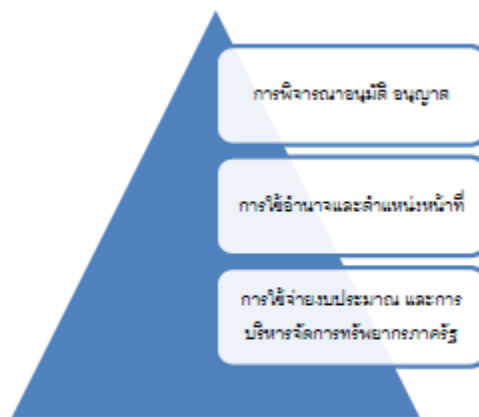 การพิจารณาอนุมัติ อนุญาต
การใช้อำนาจและตำแหน่งหน้าที่
การใช้จ่ายงบประมาณ และการ
บริหารจัดการทรัพยากรภาครัฐ